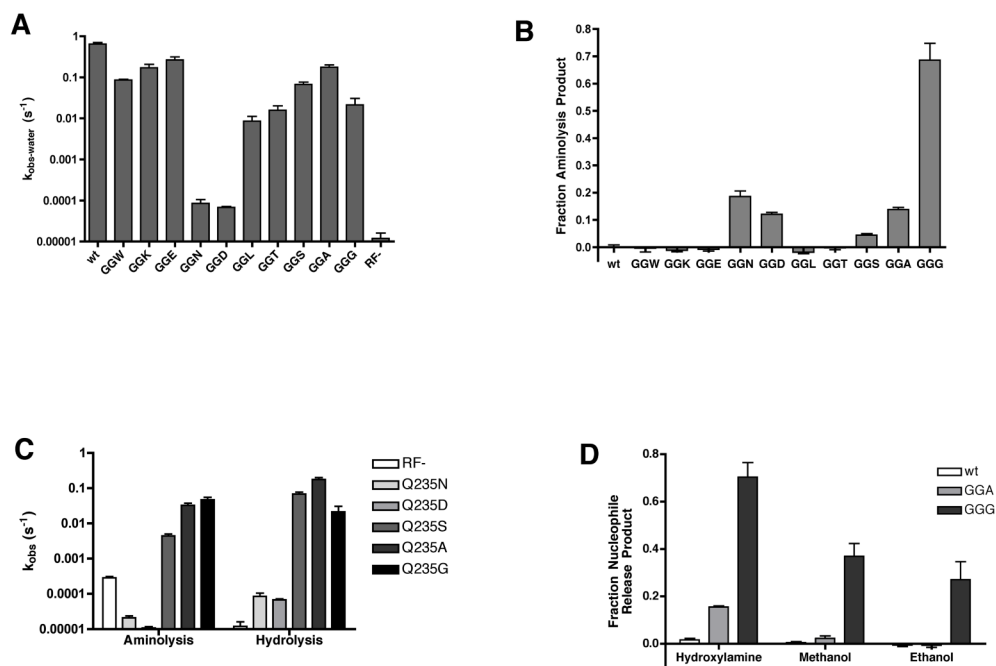 A
k_obs-water (s⁻¹)
1
0.1
0.01
0.001
0.0001
0.00001
wt GGW GGK GGE GGN GGD GGL GGT GGS GGA GGG RF-
B
Fraction Aminolysis Product
0.8
0.7
0.6
0.5
0.4
0.3
0.2
0.1
0.0
wt GGW GGK GGE GGN GGD GGL GGT GGS GGA GGG
C
k_obs (s⁻¹)
1
0.1
0.01
0.001
0.0001
0.00001
Aminolysis Hydrolysis
RF-
Q235N
Q235D
Q235S
Q235A
Q235G
D
Fraction Nucleophile
Release Product
0.8
0.6
0.4
0.2
0.0
Hydroxylamine Methanol Ethanol
wt
GGA
GGG